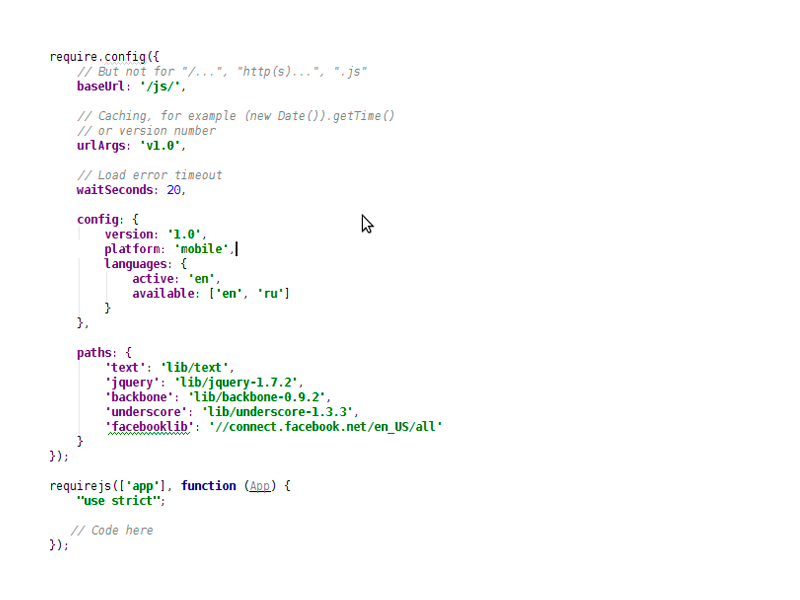 require.config({
    // But not for "/...", "http(s)...", ".js"
    baseUrl: '/js/',

    // Caching, for example (new Date()).getTime()
    // or version number
    urlArgs: 'v1.0',

    // Load error timeout
    waitSeconds: 20,

    config: {
        version: '1.0',
        platform: 'mobile',
        languages: {
            active: 'en',
            available: ['en', 'ru']
        }
    },

    paths: {
        'text': 'lib/text',
        'jquery': 'lib/jquery-1.7.2',
        'backbone': 'lib/backbone-0.9.2',
        'underscore': 'lib/underscore-1.3.3',
        'facebooklib': '//connect.facebook.net/en_US/all'
    }
});

requirejs(['app'], function (App) {
    "use strict";

   // Code here
});